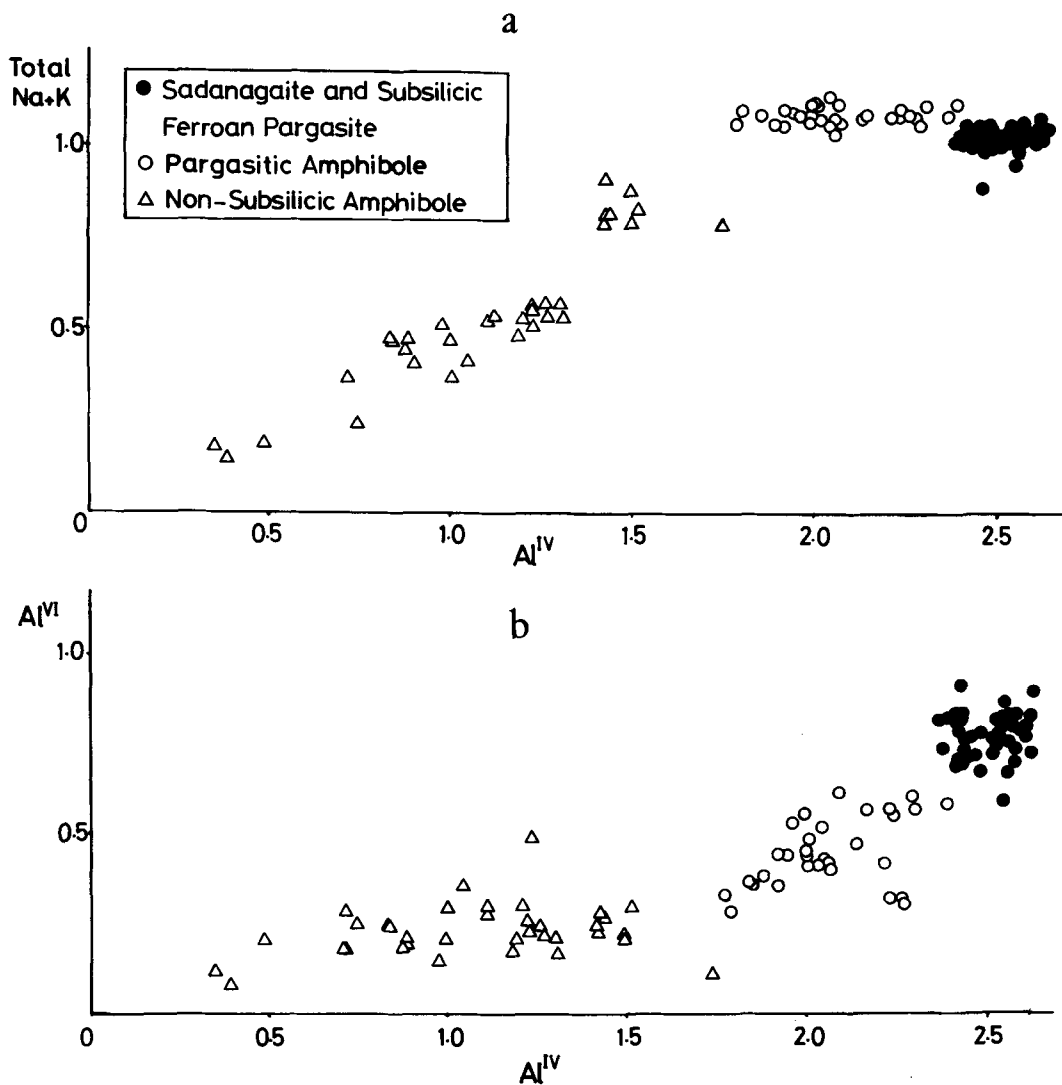 a
Total
Na+K
● Sadanagaite and Subsilicic
Ferroan Pargasite
○ Pargasitic Amphibole
△ Non-Subsilicic Amphibole
1.0
0.5
0
0.5
1.0
1.5
2.0
2.5
Al^IV
b
Al^VI
1.0
0.5
0
0.5
1.0
1.5
2.0
2.5
Al^IV